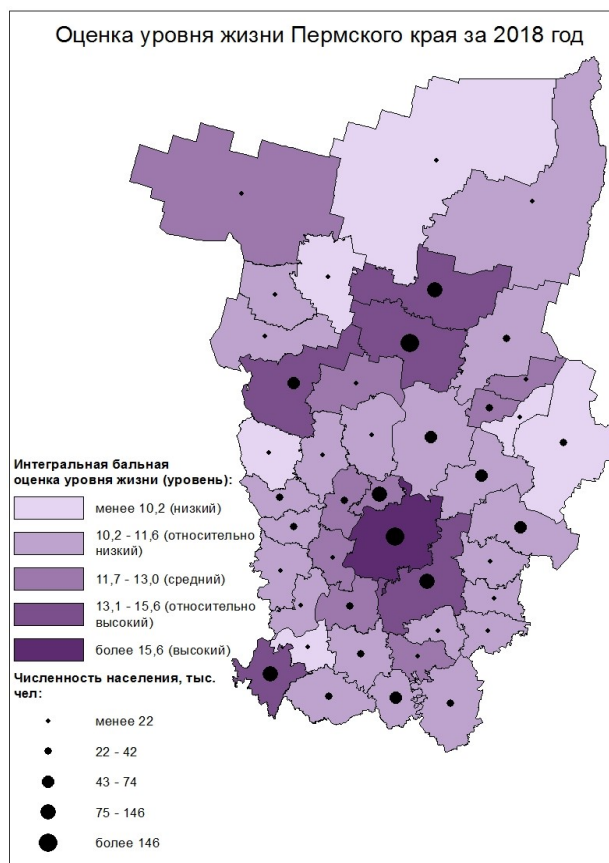 Оценка уровня жизни Пермского края за 2018 год
Интегральная бальная
оценка уровня жизни (уровень):
менее 10,2 (низкий)
10,2 - 11,6 (относительно
низкий)
11,7 - 13,0 (средний)
13,1 - 15,6 (относительно
высокий)
более 15,6 (высокий)
Численность населения, тыс.
чел:
менее 22
22 - 42
43 - 74
75 - 146
более 146